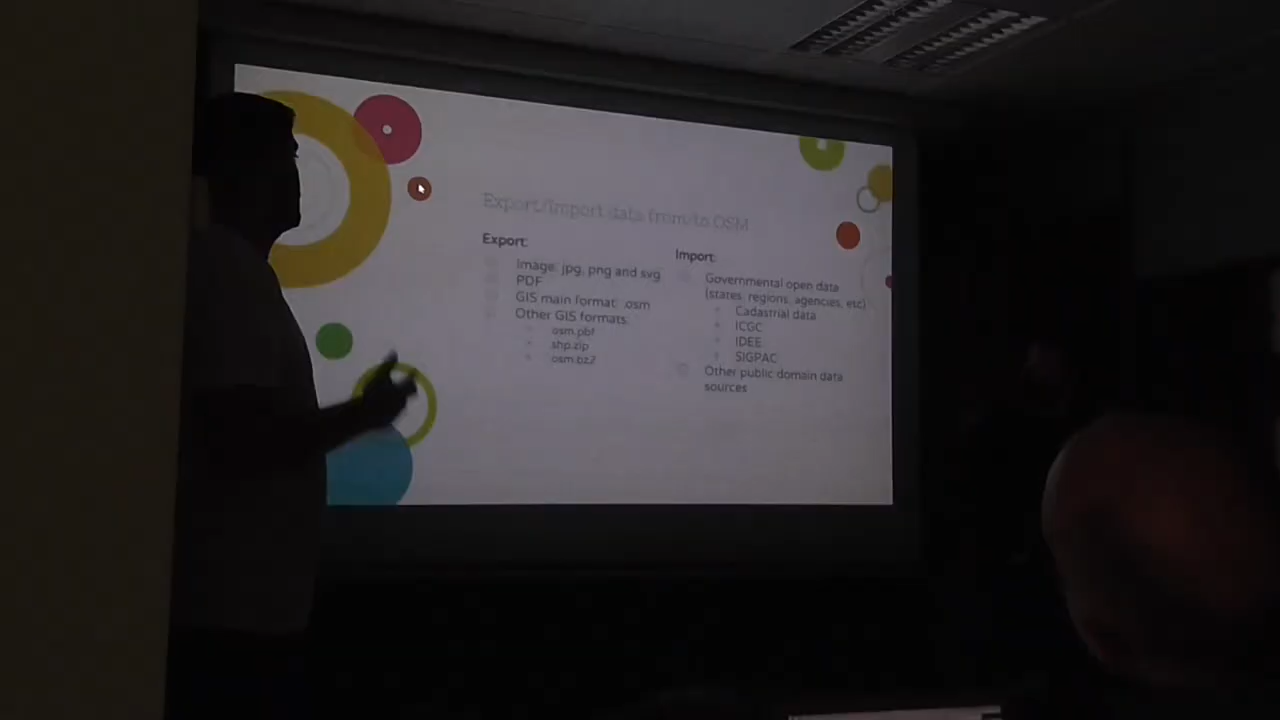 Export/Import data from/to OSM
Export:
Image: jpg, png and svg
PDF
GIS main format: .osm
Other GIS formats:
osm.pbf
shp.zip
osm.bz2
Import:
Governmental open data
(states, regions, agencies, etc)
Cadastrial data
ICGC
IDEE
SIGPAC
Other public domain data
sources